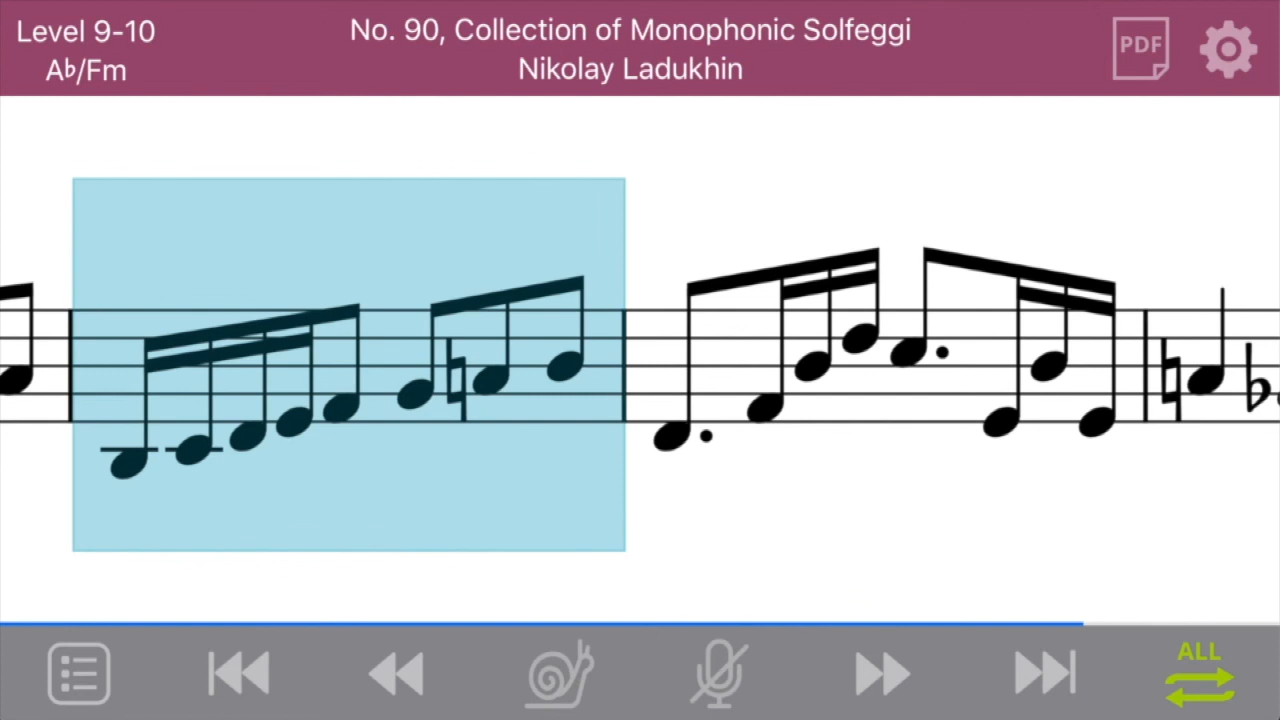 Level 9-10
A♭/Fm
No. 90, Collection of Monophonic Solfeggi
Nikolay Ladukhin
PDF
ALL